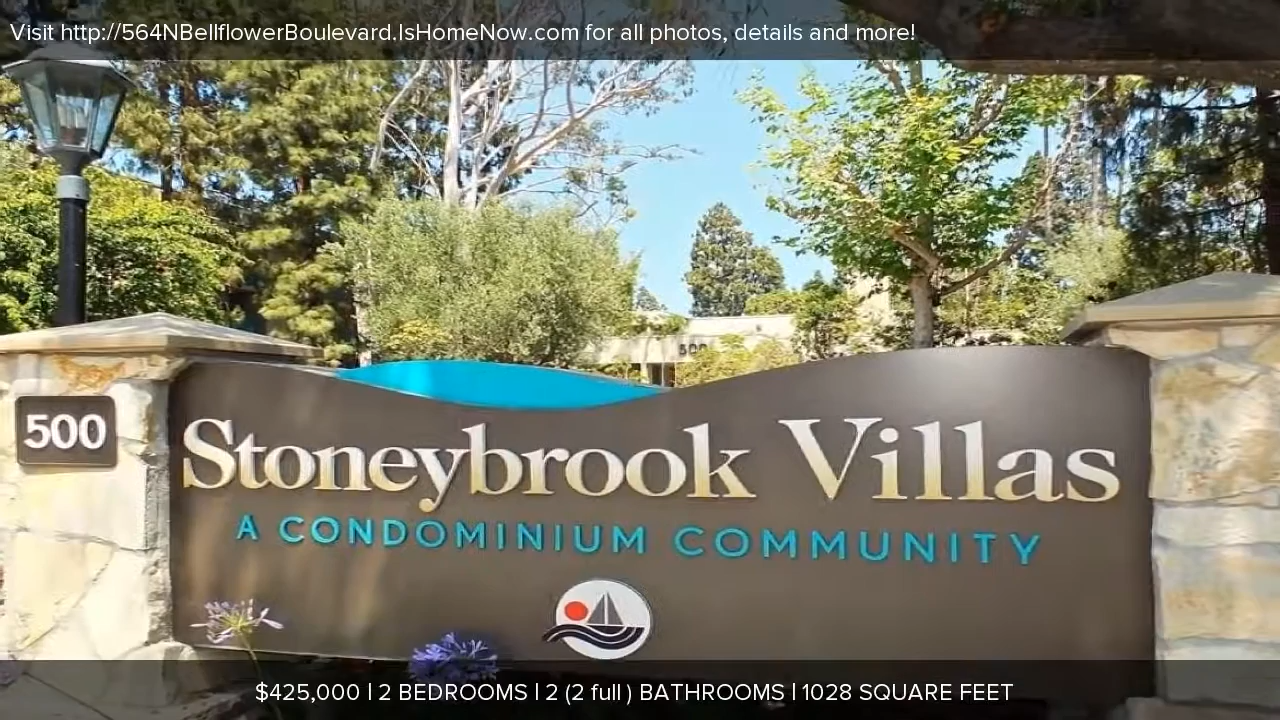 Visit http://564NBellflowerBoulevard.IsHomeNow.com for all photos, details and more!
500
500
Stoneybrook Villas
A CONDOMINIUM COMMUNITY
$425,000 | 2 BEDROOMS | 2 (2 full ) BATHROOMS | 1028 SQUARE FEET